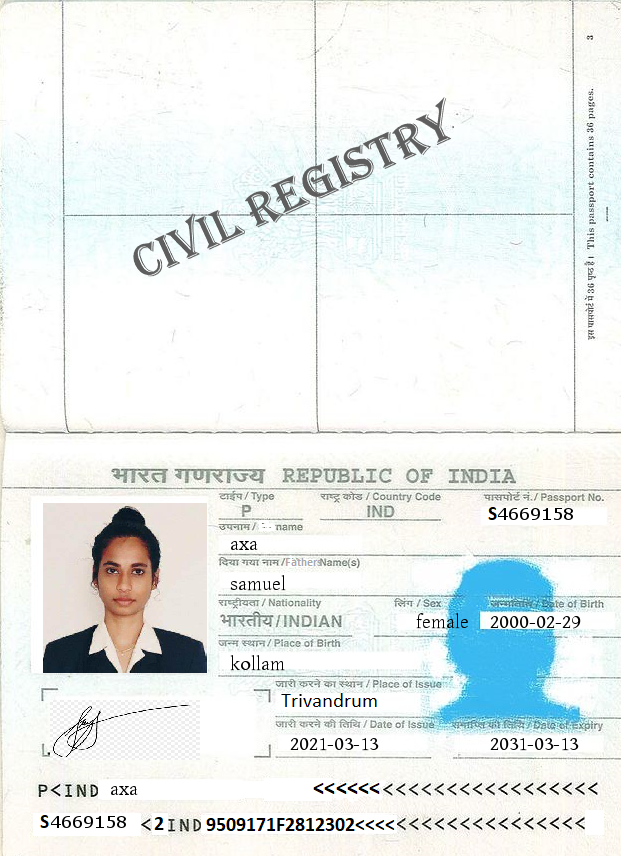 3
इस पासपोर्ट में 36 पृष्ठ हैं। This passport contains 36 pages.
CIVIL REGISTRY
भारत गणराज्य REPUBLIC OF INDIA
टाईप / Type राष्ट्र कोड / Country Code पासपोर्ट नं. / Passport No.
P IND S4669158
उपनाम / name
axa
दिया गया नाम /FathersName(s)
samuel
राष्ट्रीयता / Nationality लिंग / Sex जन्मतिथि / Date of Birth
भारतीय / INDIAN female 2000-02-29
जन्म स्थान / Place of Birth
kollam
जारी करने का स्थान / Place of Issue
Trivandrum
जारी करने की तिथि / Date of Issue समाप्ति की तिथि / Date of Expiry
2021-03-13 2031-03-13
P<IND axa <<<<<<<<<<<<<<<<<<<<<<<
S4669158 <2IND9509171F2812302<<<<<<<<<<<<<<<<<<